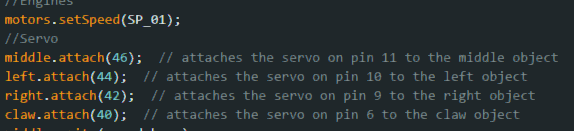 //Engines
motors.setSpeed(SP_01);
//Servo
middle.attach(46);  // attaches the servo on pin 11 to the middle object
left.attach(44);  // attaches the servo on pin 10 to the left object
right.attach(42);  // attaches the servo on pin 9 to the right object
claw.attach(40);  // attaches the servo on pin 6 to the claw object